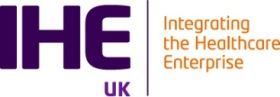 IHE
UK
Integrating
the Healthcare
Enterprise